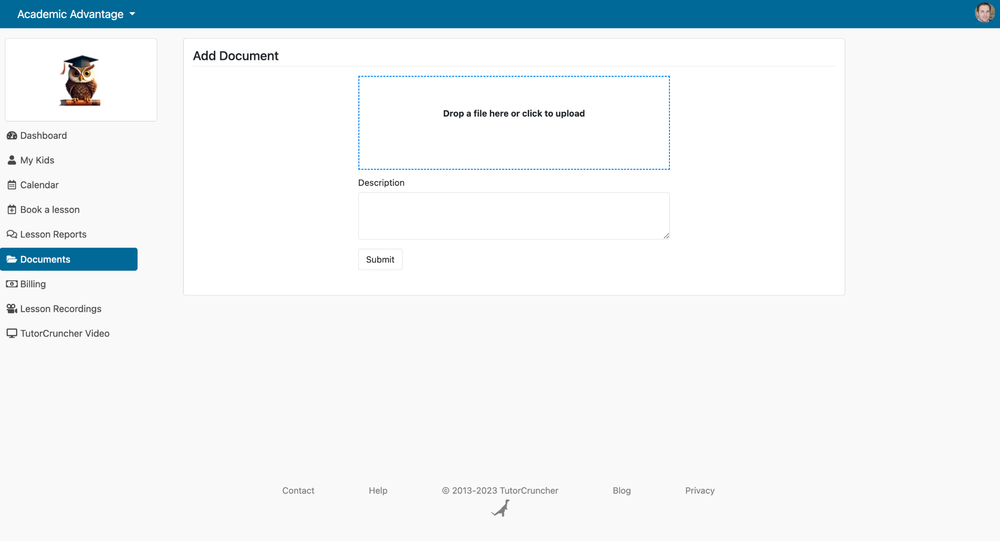 Academic Advantage
Add Document
Drop a file here or click to upload
Description
Submit
Dashboard
My Kids
Calendar
Book a lesson
Lesson Reports
Documents
Billing
Lesson Recordings
TutorCruncher Video
Contact
Help
© 2013-2023 TutorCruncher
Blog
Privacy